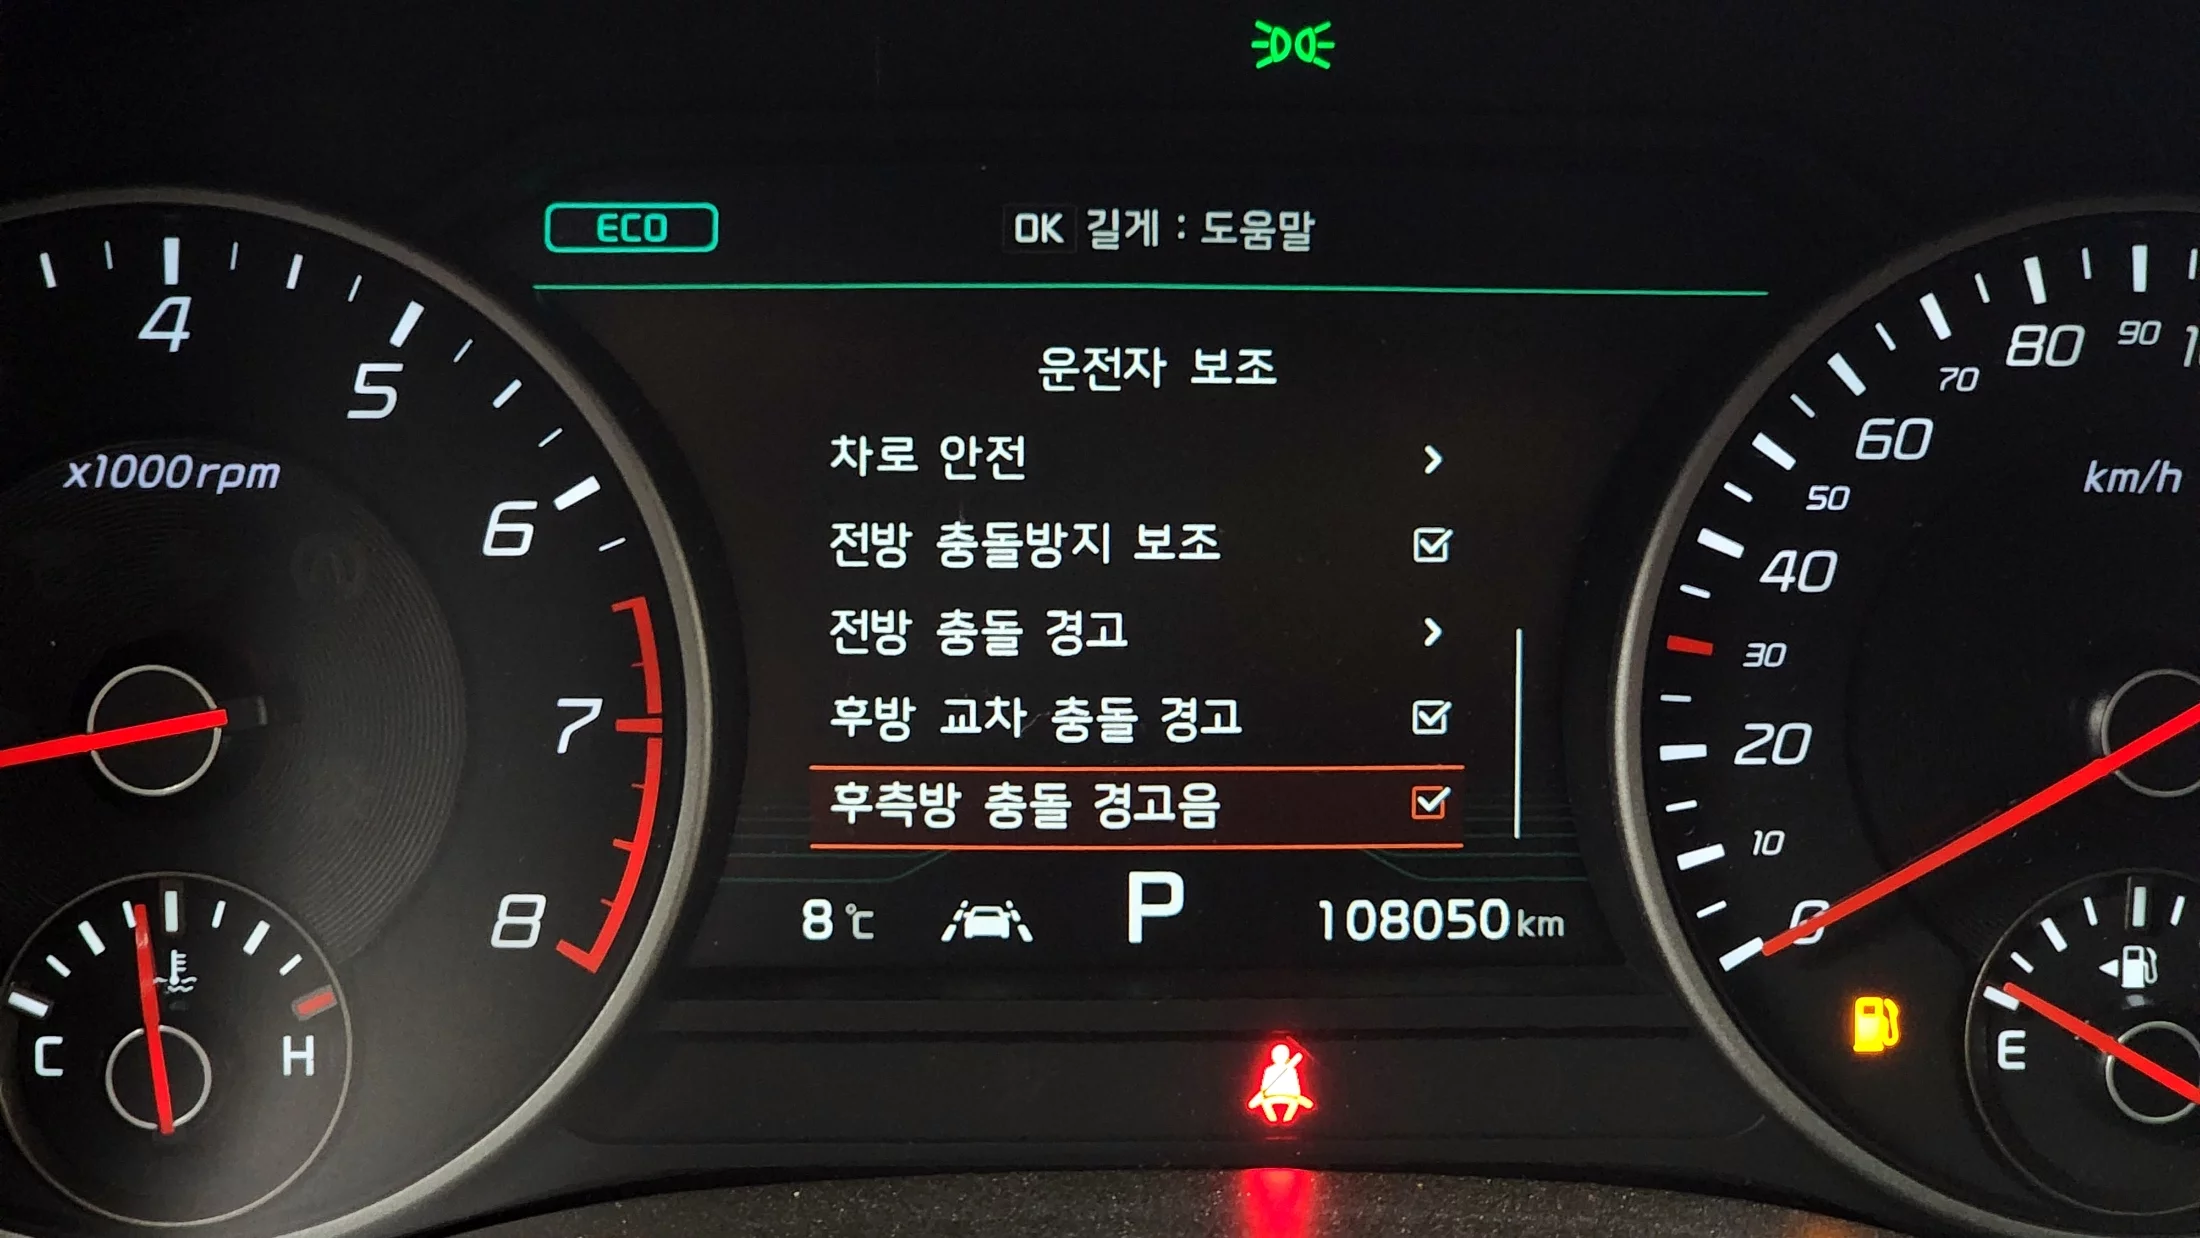 ECO
OK 길게 : 도움말
운전자 보조
차로 안전
전방 충돌방지 보조
전방 충돌 경고
후방 교차 충돌 경고
후측방 충돌 경고음
8℃
P
108050 km
4
5
6
7
8
x1000rpm
C
H
80
90
70
60
50
40
30
20
10
0
km/h
E